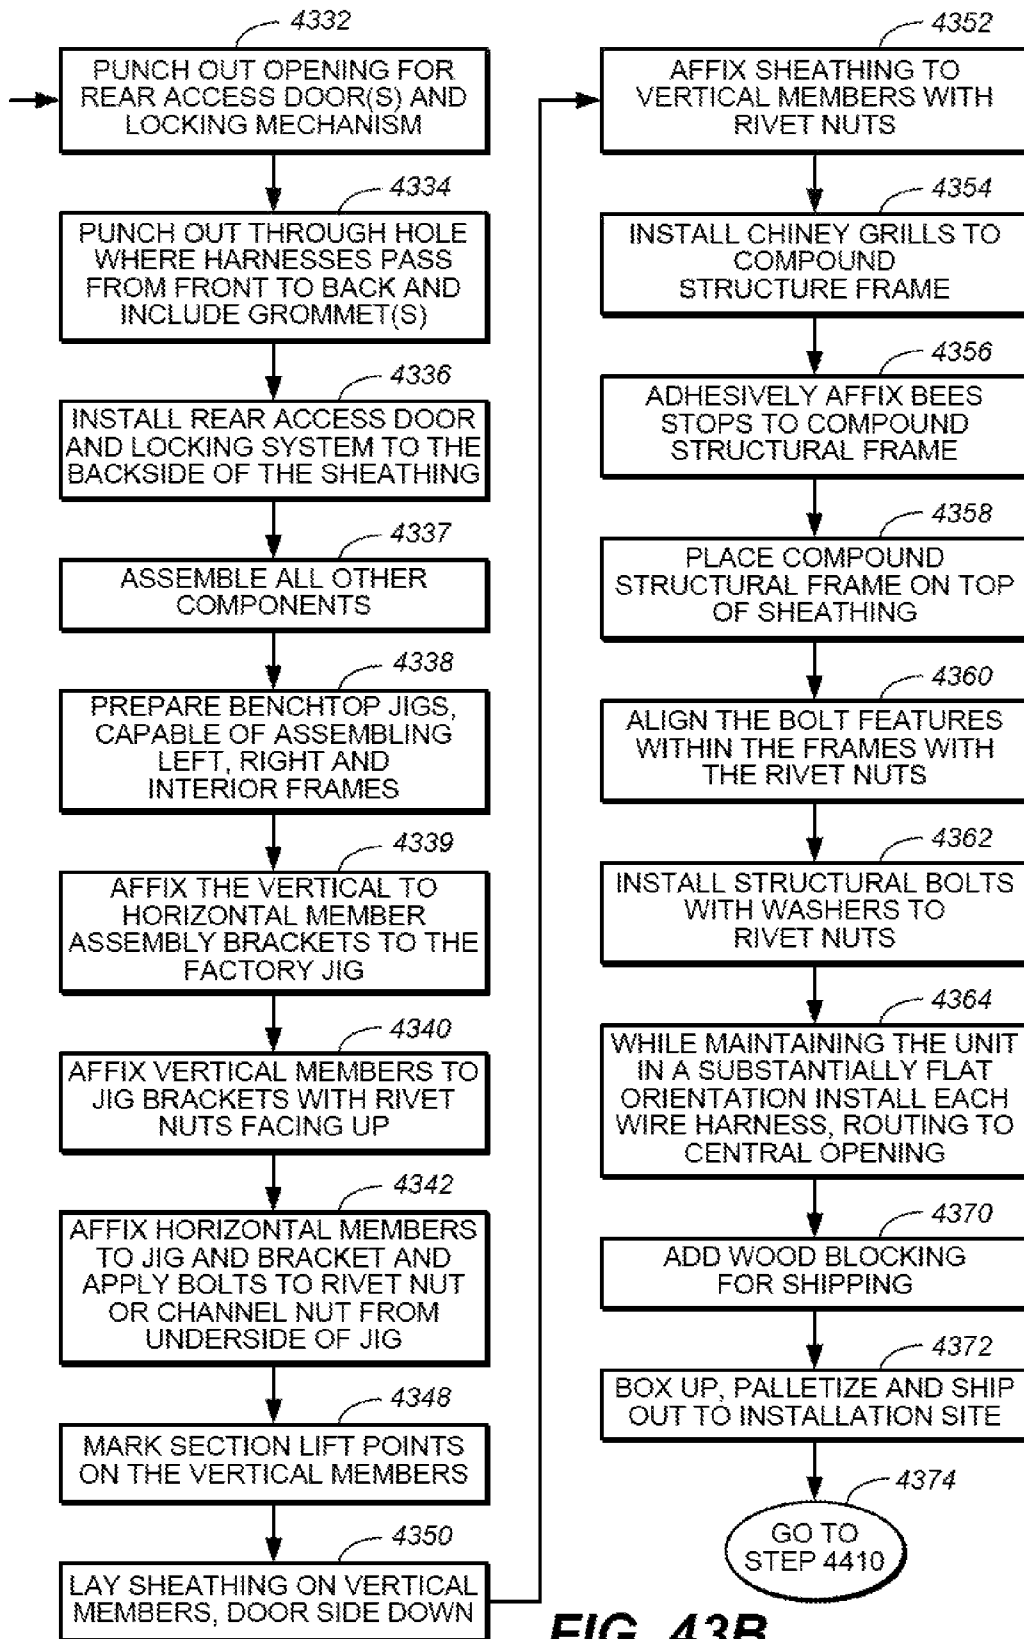 4332
PUNCH OUT OPENING FOR
REAR ACCESS DOOR(S) AND
LOCKING MECHANISM
4334
PUNCH OUT THROUGH HOLE
WHERE HARNESSES PASS
FROM FRONT TO BACK AND
INCLUDE GROMMET(S)
4336
INSTALL REAR ACCESS DOOR
AND LOCKING SYSTEM TO THE
BACKSIDE OF THE SHEATHING
4337
ASSEMBLE ALL OTHER
COMPONENTS
4338
PREPARE BENCHTOP JIGS,
CAPABLE OF ASSEMBLING
LEFT, RIGHT AND
INTERIOR FRAMES
4339
AFFIX THE VERTICAL TO
HORIZONTAL MEMBER
ASSEMBLY BRACKETS TO THE
FACTORY JIG
4340
AFFIX VERTICAL MEMBERS TO
JIG BRACKETS WITH RIVET
NUTS FACING UP
4342
AFFIX HORIZONTAL MEMBERS
TO JIG AND BRACKET AND
APPLY BOLTS TO RIVET NUT
OR CHANNEL NUT FROM
UNDERSIDE OF JIG
4348
MARK SECTION LIFT POINTS
ON THE VERTICAL MEMBERS
4350
LAY SHEATHING ON VERTICAL
MEMBERS, DOOR SIDE DOWN
4352
AFFIX SHEATHING TO
VERTICAL MEMBERS WITH
RIVET NUTS
4354
INSTALL CHINEY GRILLS TO
COMPOUND
STRUCTURE FRAME
4356
ADHESIVELY AFFIX BEES
STOPS TO COMPOUND
STRUCTURAL FRAME
4358
PLACE COMPOUND
STRUCTURAL FRAME ON TOP
OF SHEATHING
4360
ALIGN THE BOLT FEATURES
WITHIN THE FRAMES WITH
THE RIVET NUTS
4362
INSTALL STRUCTURAL BOLTS
WITH WASHERS TO
RIVET NUTS
4364
WHILE MAINTAINING THE UNIT
IN A SUBSTANTIALLY FLAT
ORIENTATION INSTALL EACH
WIRE HARNESS, ROUTING TO
CENTRAL OPENING
4370
ADD WOOD BLOCKING
FOR SHIPPING
4372
BOX UP, PALLETIZE AND SHIP
OUT TO INSTALLATION SITE
4374
GO TO
STEP 4410
FIG. 43B